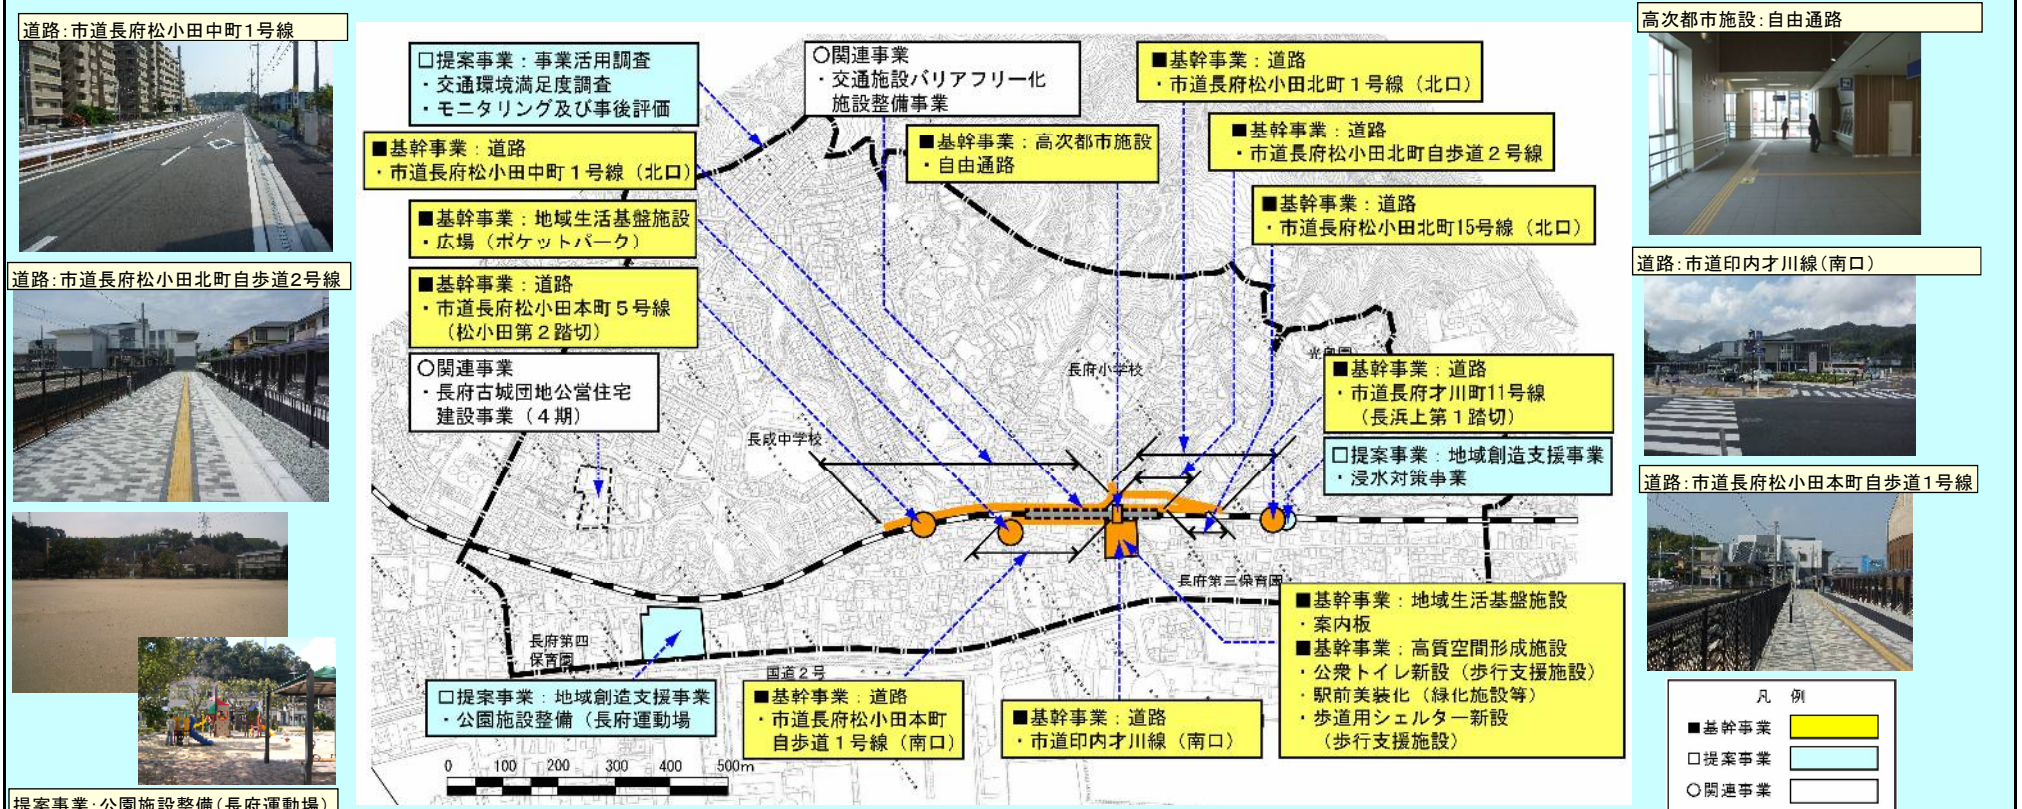 道路:市道長府松小田中町1号線
道路:市道長府松小田北町自歩道2号線
提案事業:公園施設整備(長府運動場)
□提案事業:事業活用調査
・交通環境満足度調査
・モニタリング及び事後評価
■基幹事業:道路
・市道長府松小田中町1号線(北口)
■基幹事業:地域生活基盤施設
・広場(ポケットパーク)
■基幹事業:道路
・市道長府松小田本町5号線
(松小田第2踏切)
○関連事業
・長府古城団地公営住宅
建設事業(4期)
○関連事業
・交通施設バリアフリー化
施設整備事業
■基幹事業:高次都市施設
・自由通路
■基幹事業:道路
・市道長府松小田北町1号線(北口)
■基幹事業:道路
・市道長府松小田北町自歩道2号線
■基幹事業:道路
・市道長府松小田北町15号線(北口)
■基幹事業:道路
・市道長府才川町11号線
(長浜上第1踏切)
□提案事業:地域創造支援事業
・浸水対策事業
長府小学校
長成中学校
長府第三保育園
長府第四
保育園
国道2号
□提案事業:地域創造支援事業
・公園施設整備(長府運動場
■基幹事業:道路
・市道長府松小田本町
自歩道1号線(南口)
■基幹事業:道路
・市道印内才川線(南口)
■基幹事業:地域生活基盤施設
・案内板
■基幹事業:高質空間形成施設
・公衆トイレ新設(歩行支援施設)
・駅前美装化(緑化施設等)
・歩道用シェルター新設
(歩行支援施設)
0 100 200 300 400 500m
高次都市施設:自由通路
道路:市道印内才川線(南口)
道路:市道長府松小田本町自歩道1号線
凡 例
■基幹事業
□提案事業
○関連事業